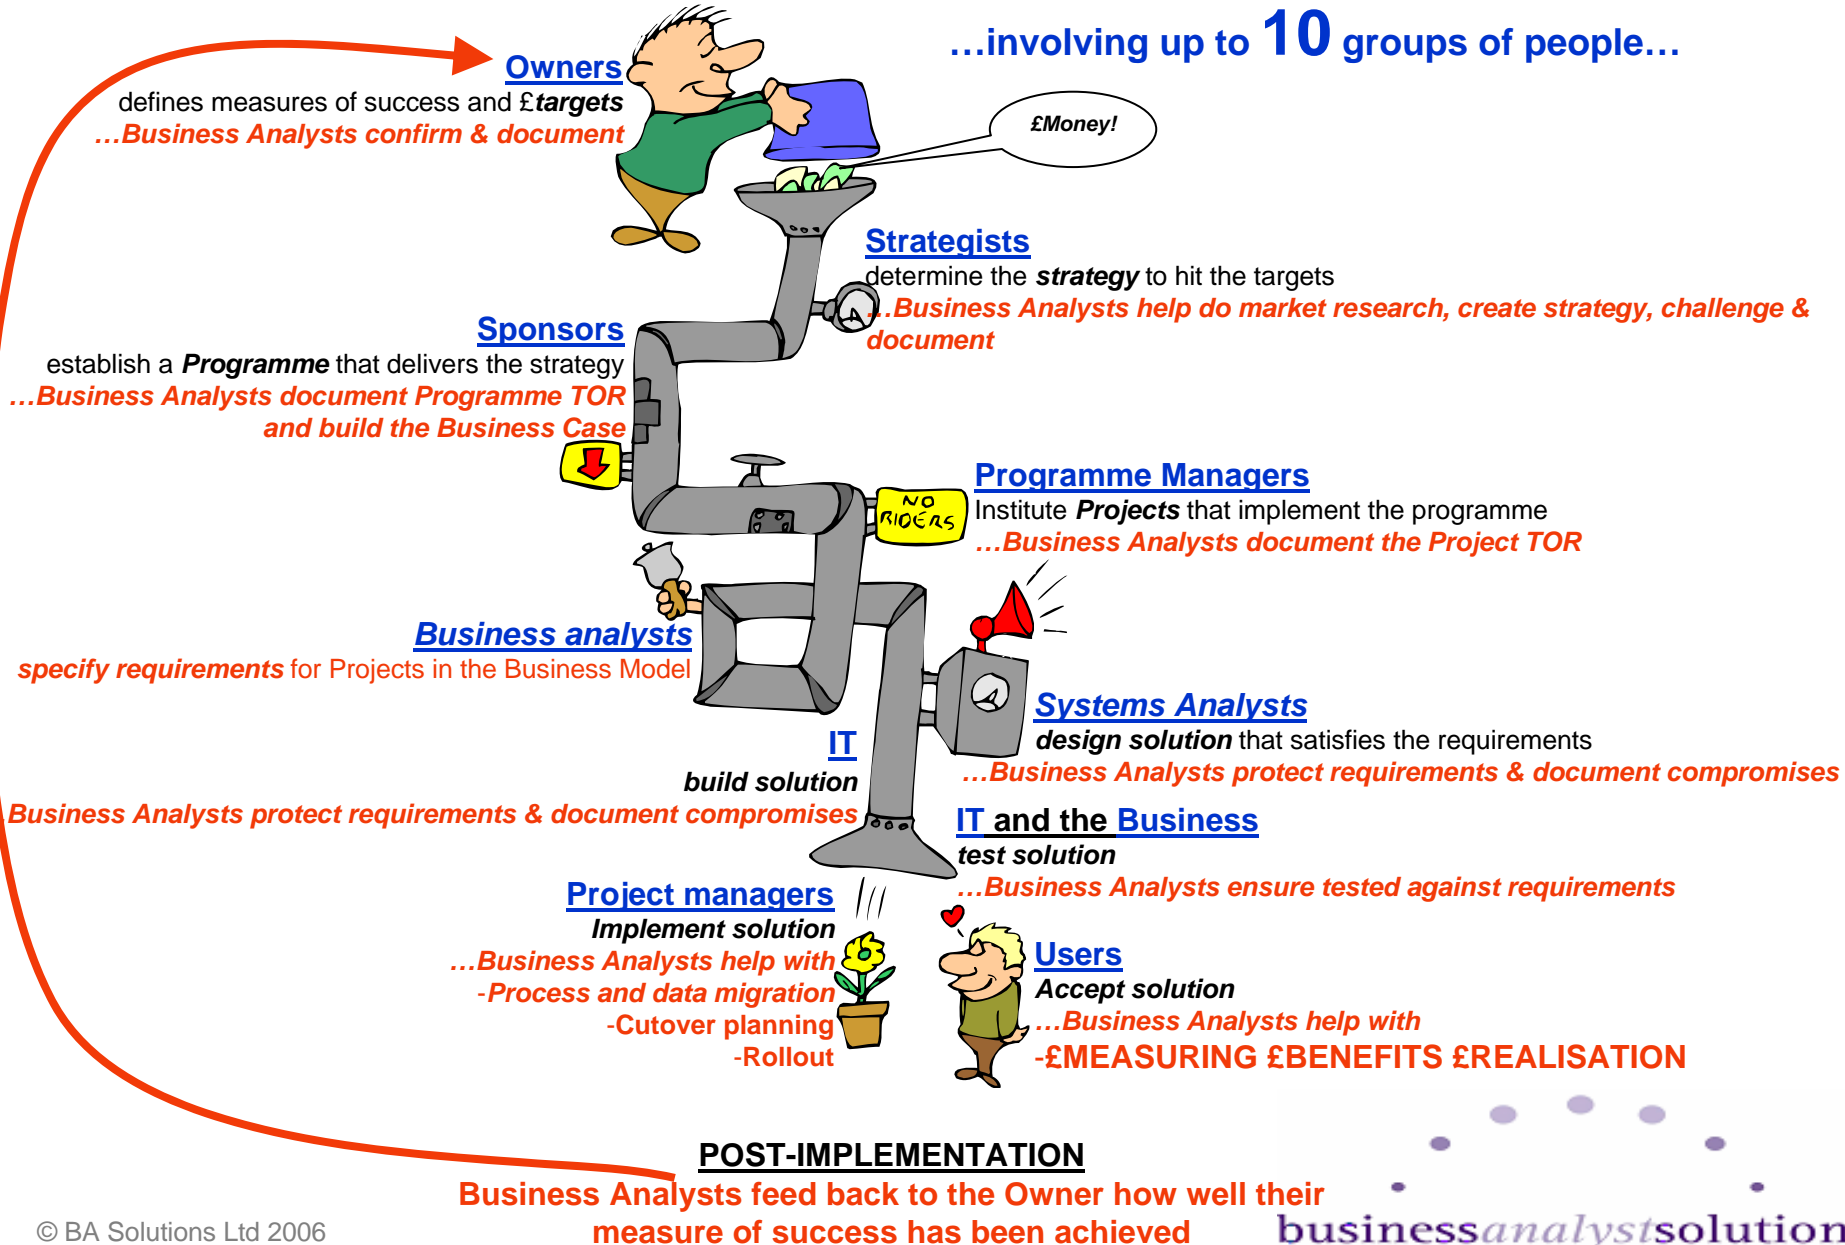 …involving up to 10 groups of people…
Owners
defines measures of success and £targets
…Business Analysts confirm & document
£Money!
Strategists
determine the strategy to hit the targets
…Business Analysts help do market research, create strategy, challenge &
document
Sponsors
establish a Programme that delivers the strategy
…Business Analysts document Programme TOR
and build the Business Case
NO
RIDERS
Programme Managers
Institute Projects that implement the programme
…Business Analysts document the Project TOR
Business analysts
specify requirements for Projects in the Business Model
Systems Analysts
design solution that satisfies the requirements
…Business Analysts protect requirements & document compromises
IT
build solution
Business Analysts protect requirements & document compromises
IT and the Business
test solution
…Business Analysts ensure tested against requirements
Project managers
Implement solution
…Business Analysts help with
-Process and data migration
-Cutover planning
-Rollout
Users
Accept solution
…Business Analysts help with
-£MEASURING £BENEFITS £REALISATION
POST-IMPLEMENTATION
Business Analysts feed back to the Owner how well their
measure of success has been achieved
© BA Solutions Ltd 2006
businessanalystsolution